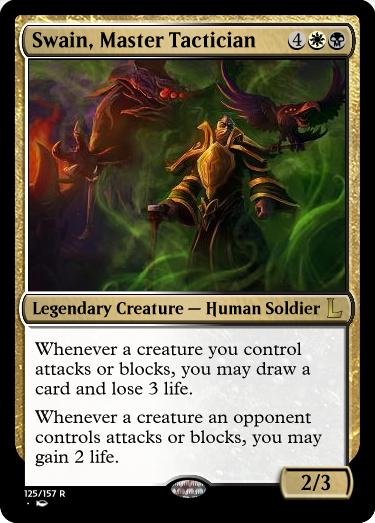 Swain, Master Tactician 4
Legendary Creature — Human Soldier L
Whenever a creature you control
attacks or blocks, you may draw a
card and lose 3 life.
Whenever a creature an opponent
controls attacks or blocks, you may
gain 2 life.
2/3
125/157 R